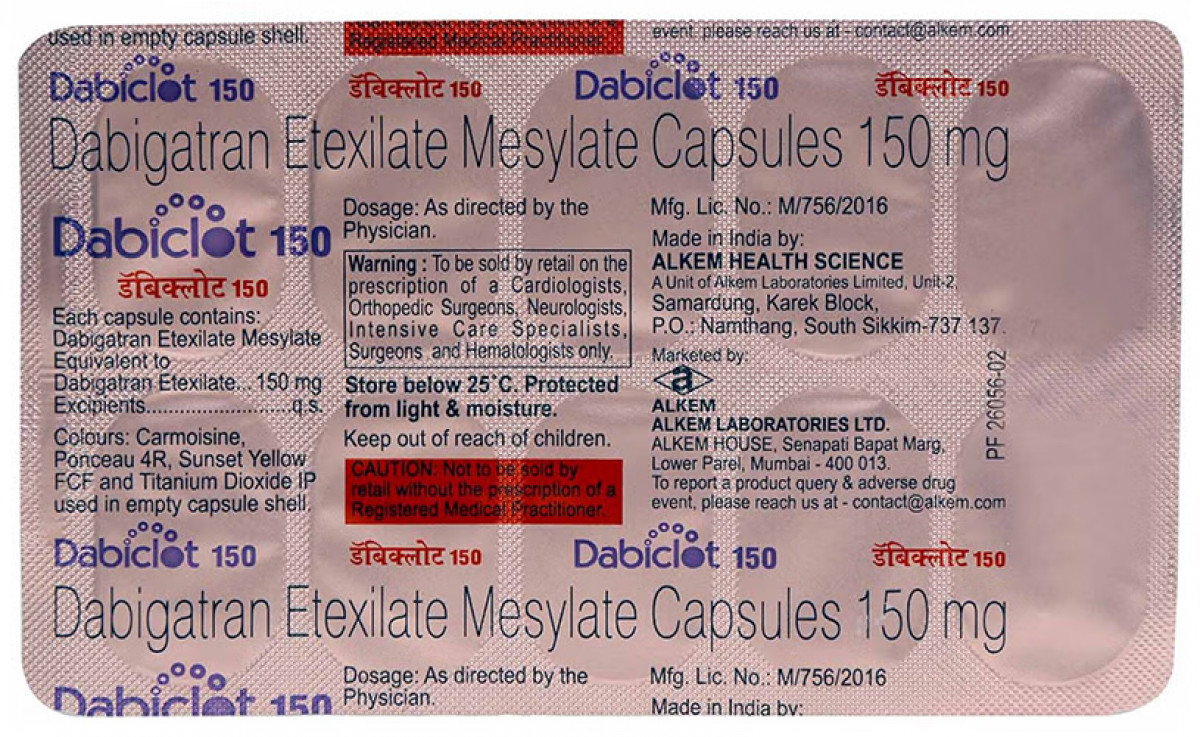 used in empty capsule shell.
Registered Medical Practitioner.
event, please reach us at - contact@alkem.com
Dabiclot 150 डॅबिक्लोट 150 Dabiclot 150 डॅबिक्लोट 150
Dabigatran Etexilate Mesylate Capsules 150 mg
Dabiclot 150
डॅबिक्लोट 150
Each capsule contains:
Dabigatran Etexilate Mesylate
Equivalent to
Dabigatran Etexilate... 150 mg
Excipients.........................q.s.
Colours: Carmoisine,
Ponceau 4R, Sunset Yellow
FCF and Titanium Dioxide IP
used in empty capsule shell.
Dosage: As directed by the
Physician.
Warning : To be sold by retail on the
prescription of a Cardiologists,
Orthopedic Surgeons, Neurologists,
Intensive Care Specialists,
Surgeons and Hematologists only.
Store below 25°C. Protected
from light & moisture.
Keep out of reach of children.
CAUTION: Not to be sold by
retail without the prescription of a
Registered Medical Practitioner.
Mfg. Lic. No.: M/756/2016
Made in India by:
ALKEM HEALTH SCIENCE
A Unit of Alkem Laboratories Limited, Unit-2,
Samardung, Karek Block,
P.O.: Namthang, South Sikkim-737 137.
Marketed by:
a
ALKEM
ALKEM LABORATORIES LTD.
ALKEM HOUSE, Senapati Bapat Marg,
Lower Parel, Mumbai - 400 013.
To report a product query & adverse drug
event, please reach us at - contact@alkem.com
PF 26056-02
Dabiclot 150 डॅबिक्लोट 150 Dabiclot 150 डॅबिक्लोट 150
Dabigatran Etexilate Mesylate Capsules 150 mg
Dabiclot 150
Dosage: As directed by the
Physician.
Mfg. Lic. No.: M/756/2016
Made in India by: